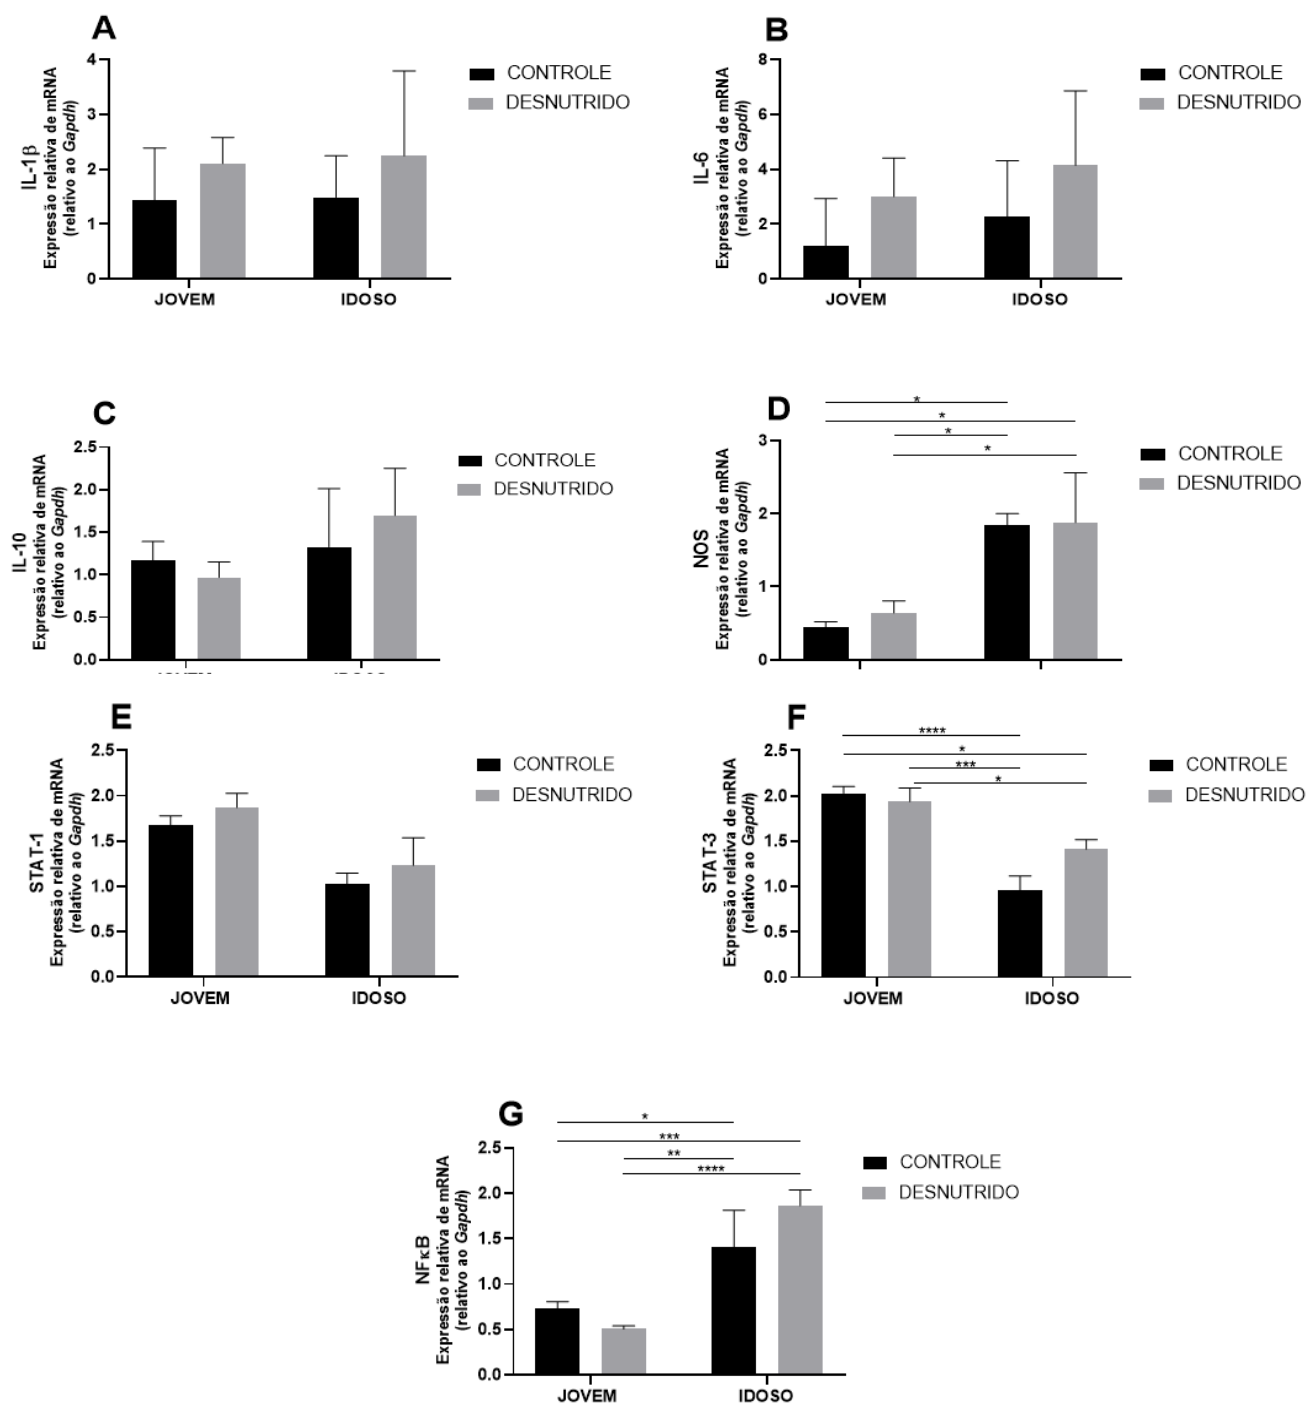 A
B
4
3
2
1
0
IL-1β
Expressão relativa de mRNA
(relativo ao Gapdh)
JOVEM
IDOSO
CONTROLE
DESNUTRIDO
8
6
4
2
0
IL-6
Expressão relativa de mRNA
(relativo ao Gapdh)
JOVEM
IDOSO
CONTROLE
DESNUTRIDO
C
2.5
2.0
1.5
1.0
0.5
0.0
IL-10
Expressão relativa de mRNA
(relativo ao Gapdh)
CONTROLE
DESNUTRIDO
D
*
*
*
*
3
2
1
0
NOS
Expressão relativa de mRNA
(relativo ao Gapdh)
CONTROLE
DESNUTRIDO
E
2.5
2.0
1.5
1.0
0.5
0.0
STAT-1
Expressão relativa de mRNA
(relativo ao Gapdh)
JOVEM
IDOSO
CONTROLE
DESNUTRIDO
F
****
*
***
*
2.5
2.0
1.5
1.0
0.5
0.0
STAT-3
Expressão relativa de mRNA
(relativo ao Gapdh)
JOVEM
IDOSO
CONTROLE
DESNUTRIDO
G
*
***
**
****
2.5
2.0
1.5
1.0
0.5
0.0
NFκB
Expressão relativa de mRNA
(relativo ao Gapdh)
JOVEM
IDOSO
CONTROLE
DESNUTRIDO